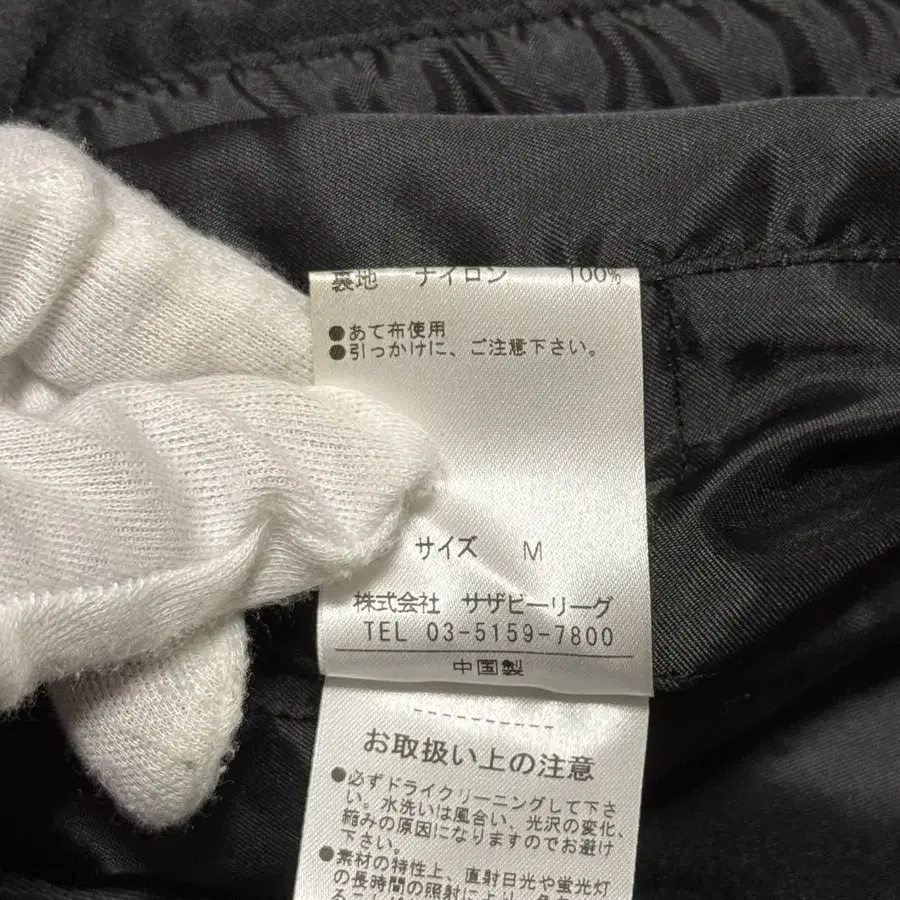 裏地 ナイロン 100%
●あて布使用
●引っかけに、ご注意下さい。
サイズ M
株式会社 サザビーリーグ
TEL 03-5159-7800
中国製
お取扱い上の注意
●必ずドライクリーニングして下さ
い。水洗いは風合い、光沢の変化、
縮みの原因になりますのでお避け
下さい。
●素材の特性上、直射日光や蛍光灯
の長時間の照射により